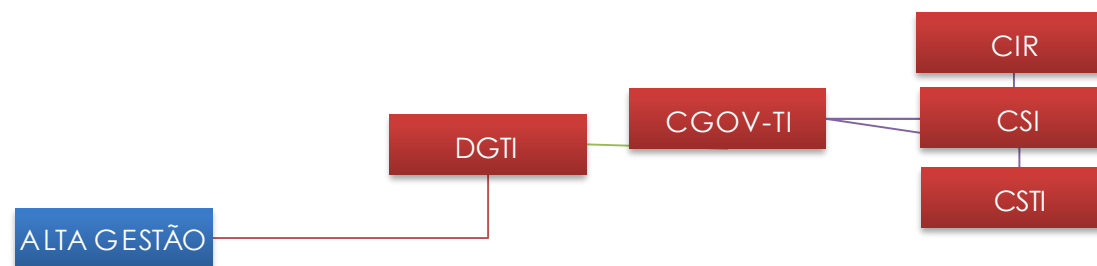 CIR
CGOV-TI
CSI
DGTI
CSTI
ALTA GESTÃO